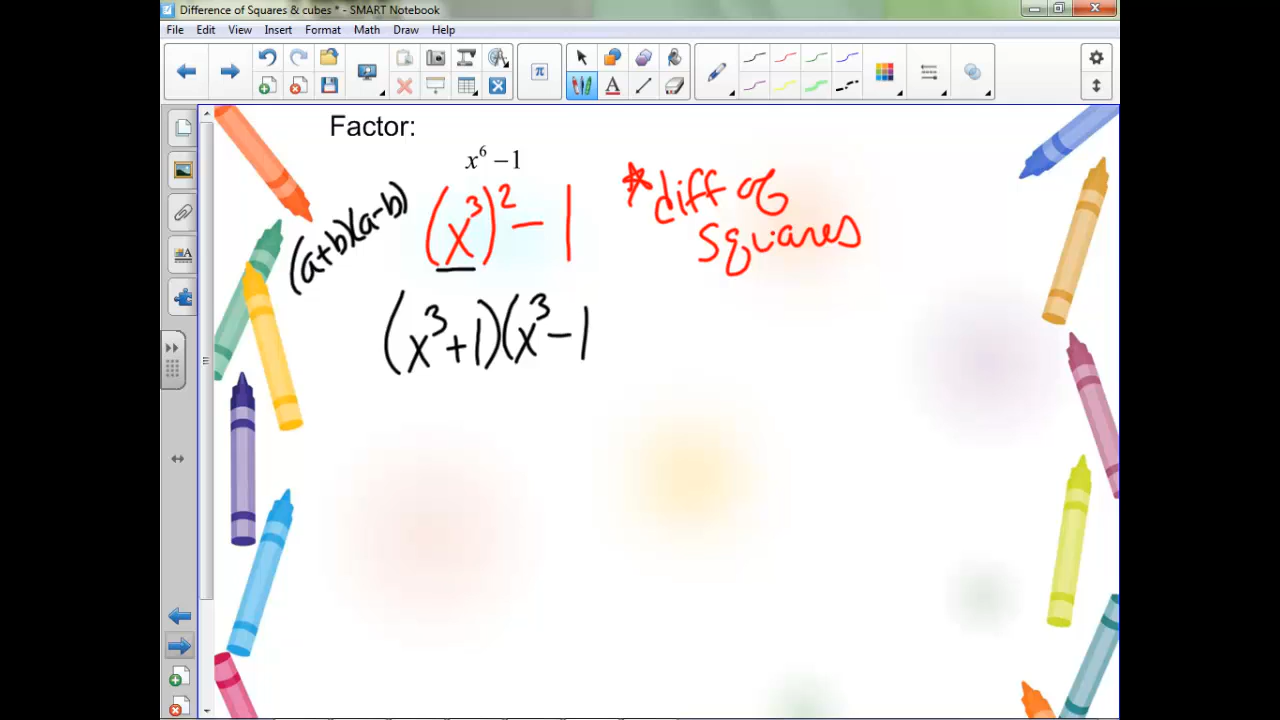 Difference of Squares & cubes * - SMART Notebook
File Edit View Insert Format Math Draw Help
π
A
Factor:
x⁶ − 1
(a+b)(a-b)
(x³)² − 1
* diff of
squares
(x³+1)(x³−1